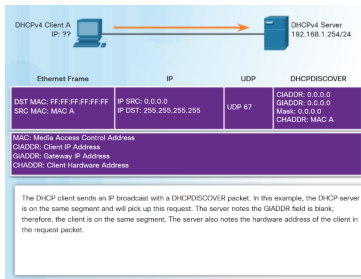 DHCPv4 Client A
IP: ??
DHCPv4 Server
192.168.1.254/24
Ethernet Frame
IP
UDP
DHCPDISCOVER
DST MAC: FF:FF:FF:FF:FF:FF
SRC MAC: MAC A
IP SRC: 0.0.0.0
IP DST: 255.255.255.255
UDP 67
CIADDR: 0.0.0.0
GIADDR: 0.0.0.0
Mask: 0.0.0.0
CHADDR: MAC A
MAC: Media Access Control Address
CIADDR: Client IP Address
GIADDR: Gateway IP Address
CHADDR: Client Hardware Address
The DHCP client sends an IP broadcast with a DHCPDISCOVER packet. In this example, the DHCP server
is on the same segment and will pick up this request. The server notes the GIADDR field is blank;
therefore, the client is on the same segment. The server also notes the hardware address of the client in
the request packet.